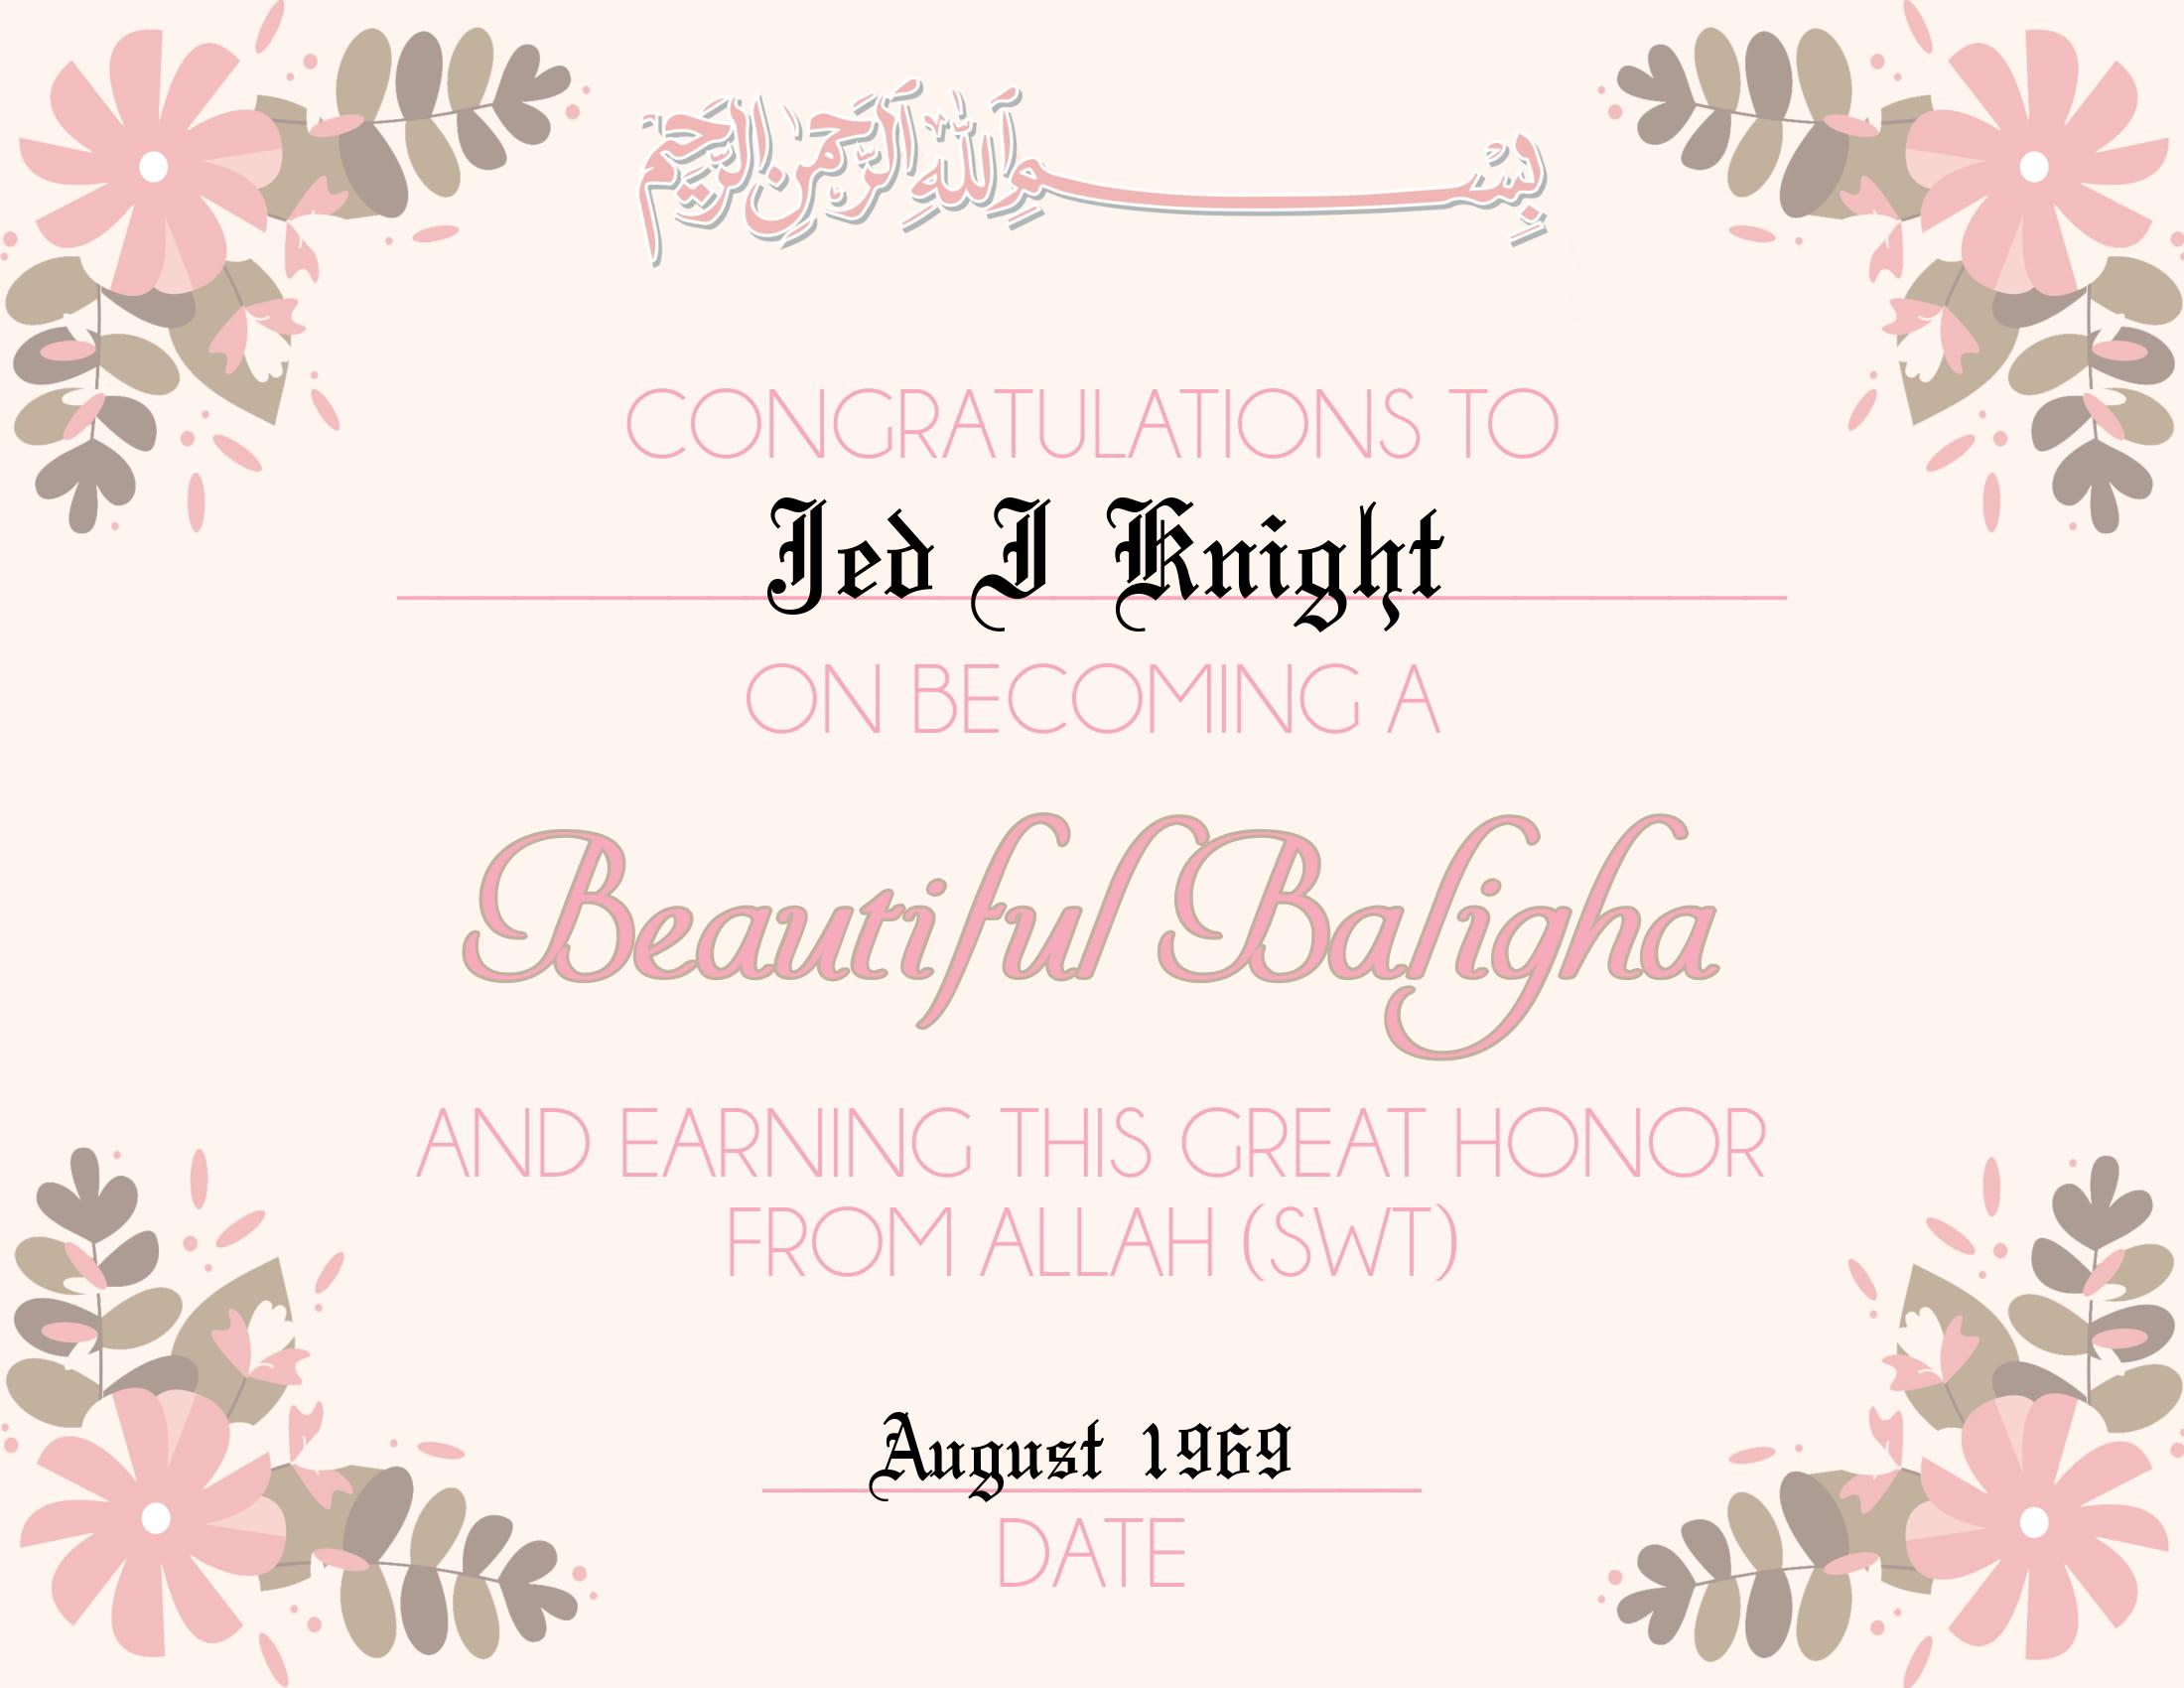 بِسْمِ اللهِ الرَّحْمٰنِ الرَّحِيْمِ
CONGRATULATIONS TO
Jed I Knight
ON BECOMING A
Beautiful Baligha
AND EARNING THIS GREAT HONOR
FROM ALLAH (SWT)
August 1969
DATE